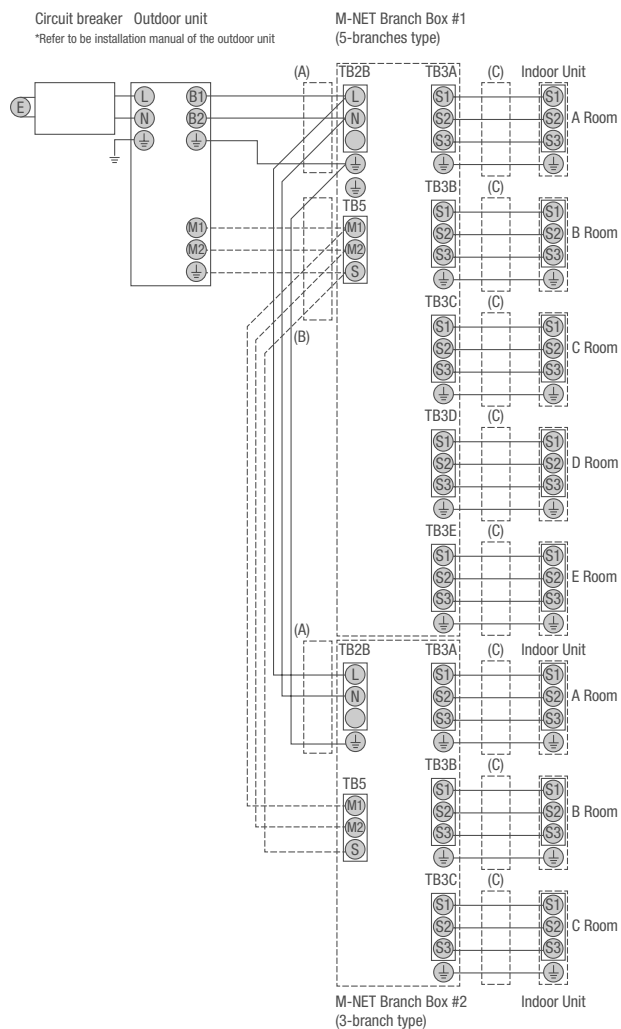 Circuit breaker Outdoor unit
*Refer to be installation manual of the outdoor unit
M-NET Branch Box #1
(5-branches type)
(A) TB2B TB3A (C) Indoor Unit
E L B1 L S1 S1
N B2 N S2 S2 A Room
S3 S3
TB3B (C)
TB5 S1 S1
M1 M1 S2 S2 B Room
M2 M2 S3 S3
S
TB3C (C)
(B) S1 S1
S2 S2 C Room
S3 S3
TB3D (C)
S1 S1
S2 S2 D Room
S3 S3
TB3E (C)
S1 S1
S2 S2 E Room
S3 S3
(A) TB2B TB3A (C) Indoor Unit
L S1 S1
N S2 S2 A Room
S3 S3
TB3B (C)
TB5 S1 S1
M1 S2 S2 B Room
M2 S3 S3
S
TB3C (C)
S1 S1
S2 S2 C Room
S3 S3
M-NET Branch Box #2 Indoor Unit
(3-branch type)